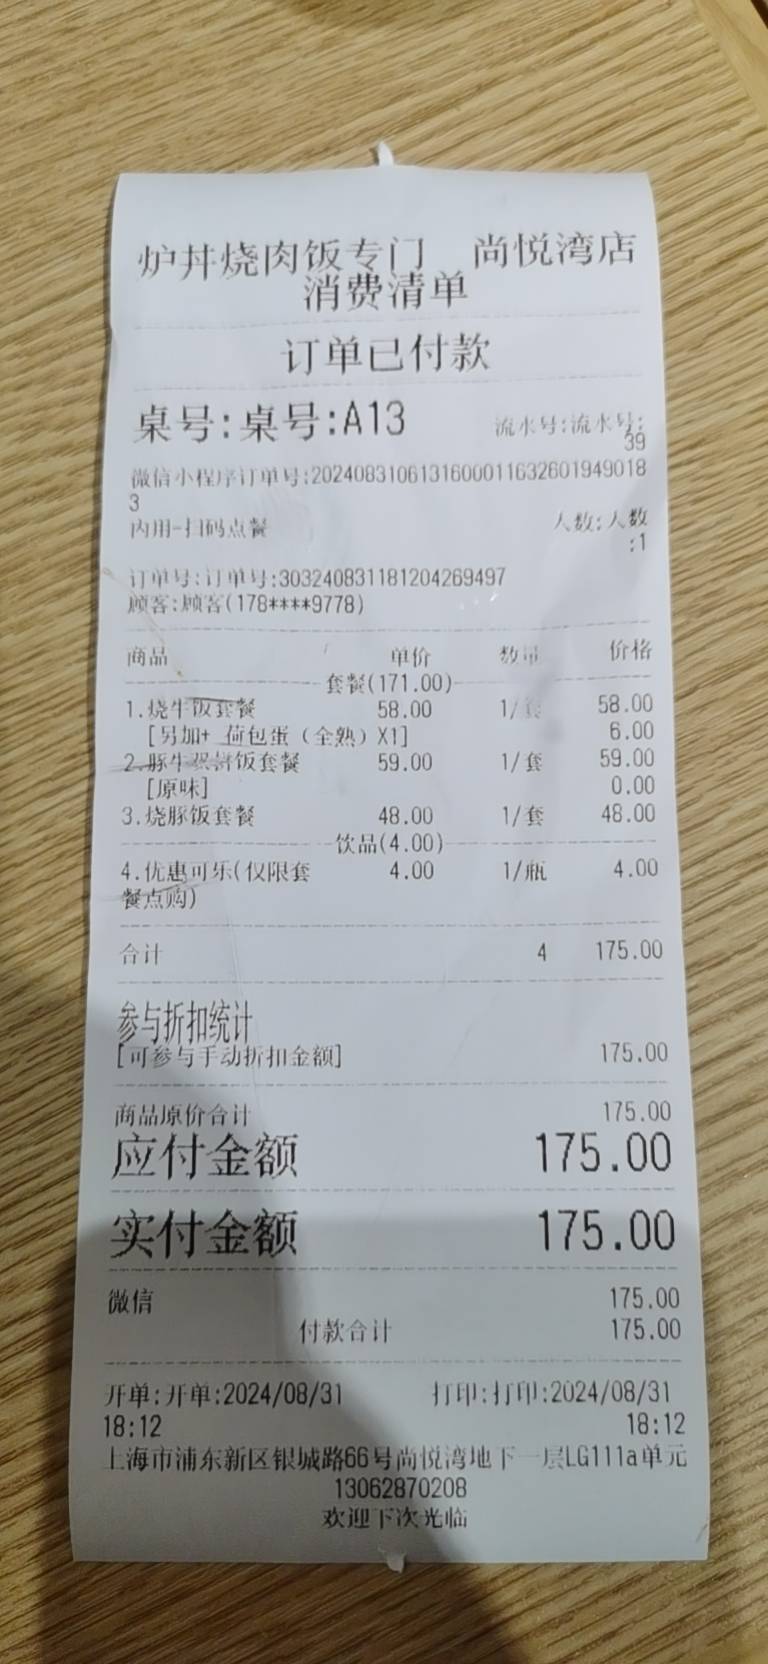 炉丼烧肉饭专门 尚悦湾店
消费清单
订单已付款
桌号:桌号:A13 流水号:流水号:
39
微信小程序订单号:2024083106131600011632601949018
3
内用-扫码点餐 人数:人数
:1
订单号:订单号:303240831181204269497
顾客:顾客(178****9778)
商品 单价 数量 价格
套餐(171.00)
1.烧牛饭套餐 58.00 1/套 58.00
[另加+ 荷包蛋（全熟）X1] 6.00
2.豚牛双拼饭套餐 59.00 1/套 59.00
[原味] 0.00
3.烧豚饭套餐 48.00 1/套 48.00
饮品(4.00)
4.优惠可乐(仅限套 4.00 1/瓶 4.00
餐点购)
合计 4 175.00
参与折扣统计
[可参与手动折扣金额] 175.00
商品原价合计 175.00
应付金额 175.00
实付金额 175.00
微信 175.00
付款合计 175.00
开单:开单:2024/08/31 打印:打印:2024/08/31
18:12 18:12
上海市浦东新区银城路66号尚悦湾地下一层LG111a单元
13062870208
欢迎下次光临